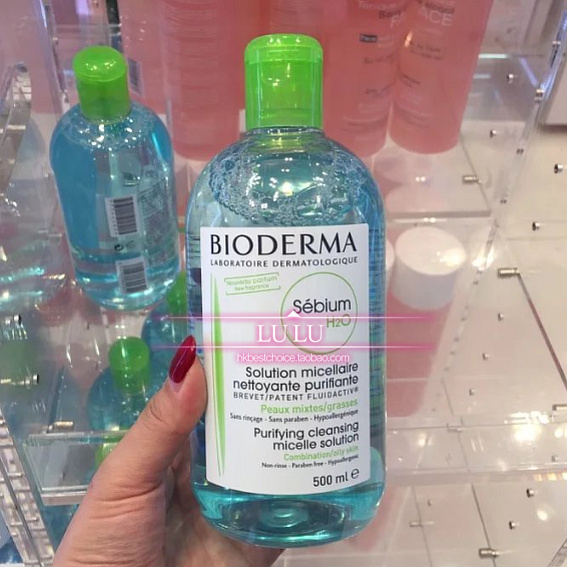 BIODERMA
LABORATOIRE DERMATOLOGIQUE
Nouveau parfum
New fragrance
Sébium
H2O
LU LU
hkbestchoice.taobao.com
Solution micellaire
nettoyante purifiante
BREVET/PATENT FLUIDACTIV®
Peaux mixtes/grasses
Sans rinçage - Sans paraben - Hypoallergénique
Purifying cleansing
micelle solution
Combination/oily skin
Non-rinse - Paraben free - Hypoallergenic
500 ml e